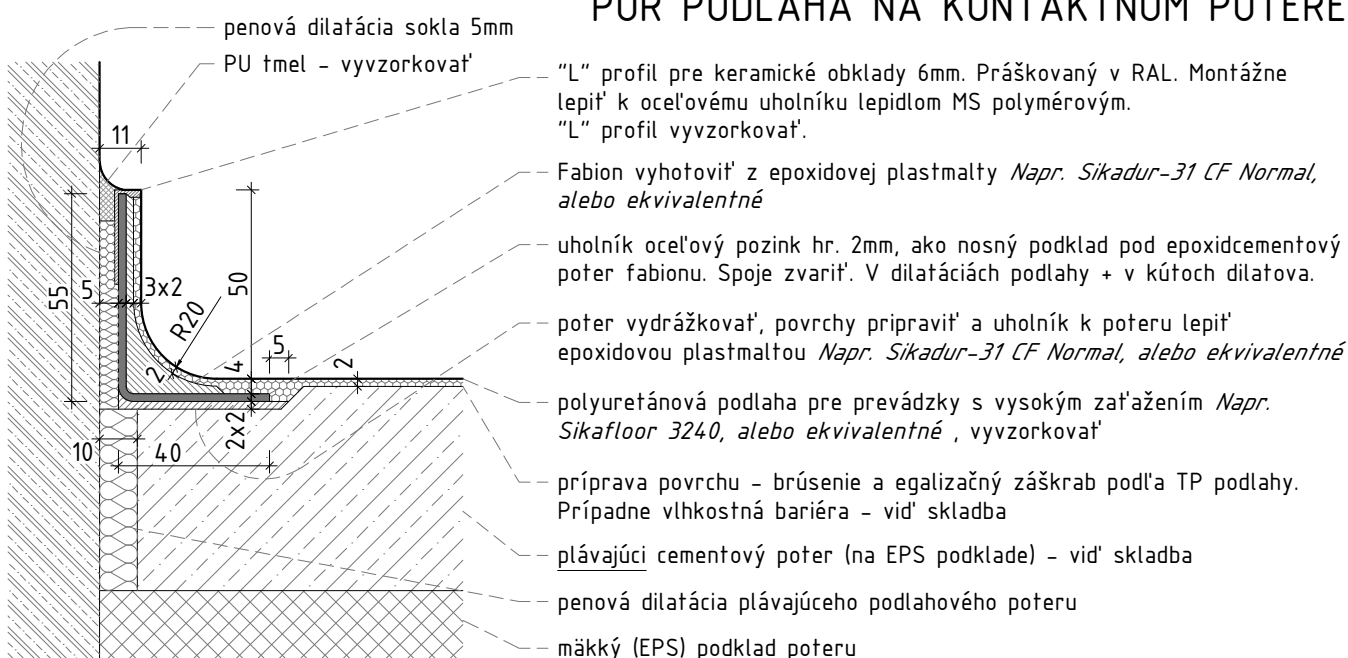 PUR PODLAHA NA KONTAKTNOM POTERE
penová dilatácia sokla 5mm
PU tmel - vyvzorkovať
"L" profil pre keramické obklady 6mm. Práškovaný v RAL. Montážne
lepiť k oceľovému uholníku lepidlom MS polymérovým.
"L" profil vyvzorkovať.
Fabion vyhotoviť z epoxidovej plastmalty Napr. Sikadur-31 CF Normal,
alebo ekvivalentné
uholník oceľový pozink hr. 2mm, ako nosný podklad pod epoxidcementový
poter fabionu. Spoje zvariť. V dilatáciách podlahy + v kútoch dilatova.
poter vydrážkovať, povrchy pripraviť a uholník k poteru lepiť
epoxidovou plastmaltou Napr. Sikadur-31 CF Normal, alebo ekvivalentné
polyuretánová podlaha pre prevádzky s vysokým zaťažením Napr.
Sikafloor 3240, alebo ekvivalentné , vyvzorkovať
príprava povrchu - brúsenie a egalizačný záškrab podľa TP podlahy.
Prípadne vlhkostná bariéra - viď skladba
plávajúci cementový poter (na EPS podklade) - viď skladba
penová dilatácia plávajúceho podlahového poteru
mäkký (EPS) podklad poteru
11
55
5
3x2
50
R20
2
4
5
2
2x2
10
40